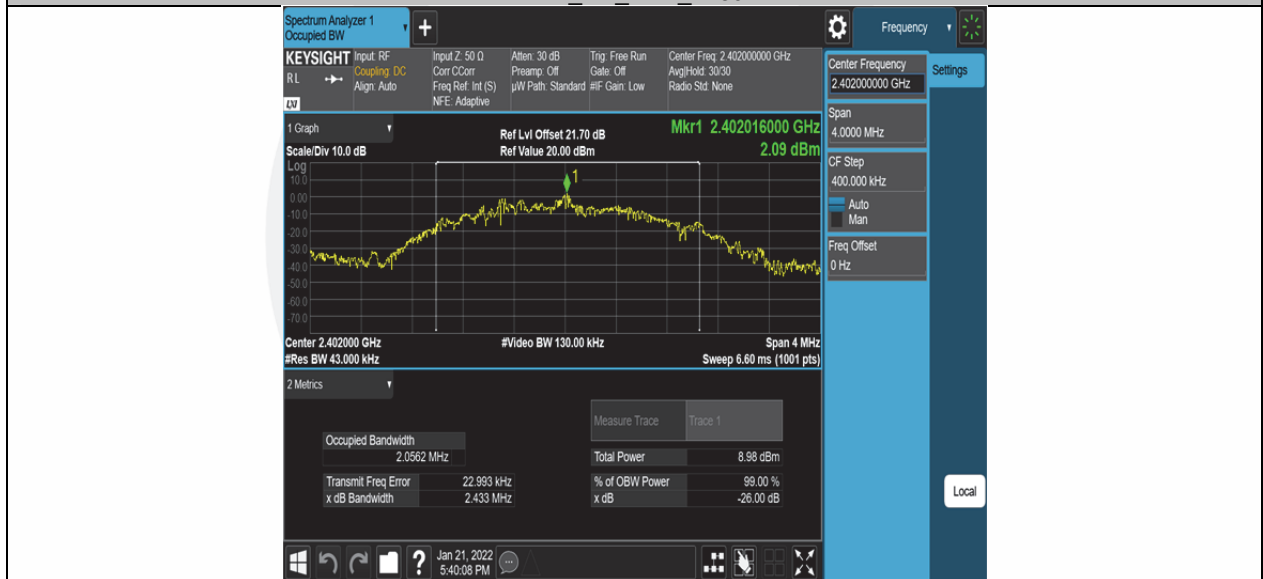 Spectrum Analyzer 1
Occupied BW
+
Frequency
KEYSIGHT
RL
LXI
Input: RF
Coupling: DC
Align: Auto
Input Z: 50 Ω
Corr CCorr
Freq Ref: Int (S)
NFE: Adaptive
Atten: 30 dB
Preamp: Off
µW Path: Standard
Trig: Free Run
Gate: Off
#IF Gain: Low
Center Freq: 2.402000000 GHz
Avg|Hold: 30/30
Radio Std: None
Center Frequency
2.402000000 GHz
Settings
Span
4.0000 MHz
CF Step
400.000 kHz
Auto
Man
Freq Offset
0 Hz
Local
1 Graph
Scale/Div 10.0 dB
Ref Lvl Offset 21.70 dB
Ref Value 20.00 dBm
Mkr1 2.402016000 GHz
2.09 dBm
Log
10.0
0.00
-10.0
-20.0
-30.0
-40.0
-50.0
-60.0
-70.0
1
Center 2.402000 GHz
#Video BW 130.00 kHz
Span 4 MHz
#Res BW 43.000 kHz
Sweep 6.60 ms (1001 pts)
2 Metrics
Measure Trace Trace 1
Occupied Bandwidth
2.0562 MHz
Total Power 8.98 dBm
Transmit Freq Error 22.993 kHz
% of OBW Power 99.00 %
x dB Bandwidth 2.433 MHz
x dB -26.00 dB
?
Jan 21, 2022
5:40:08 PM